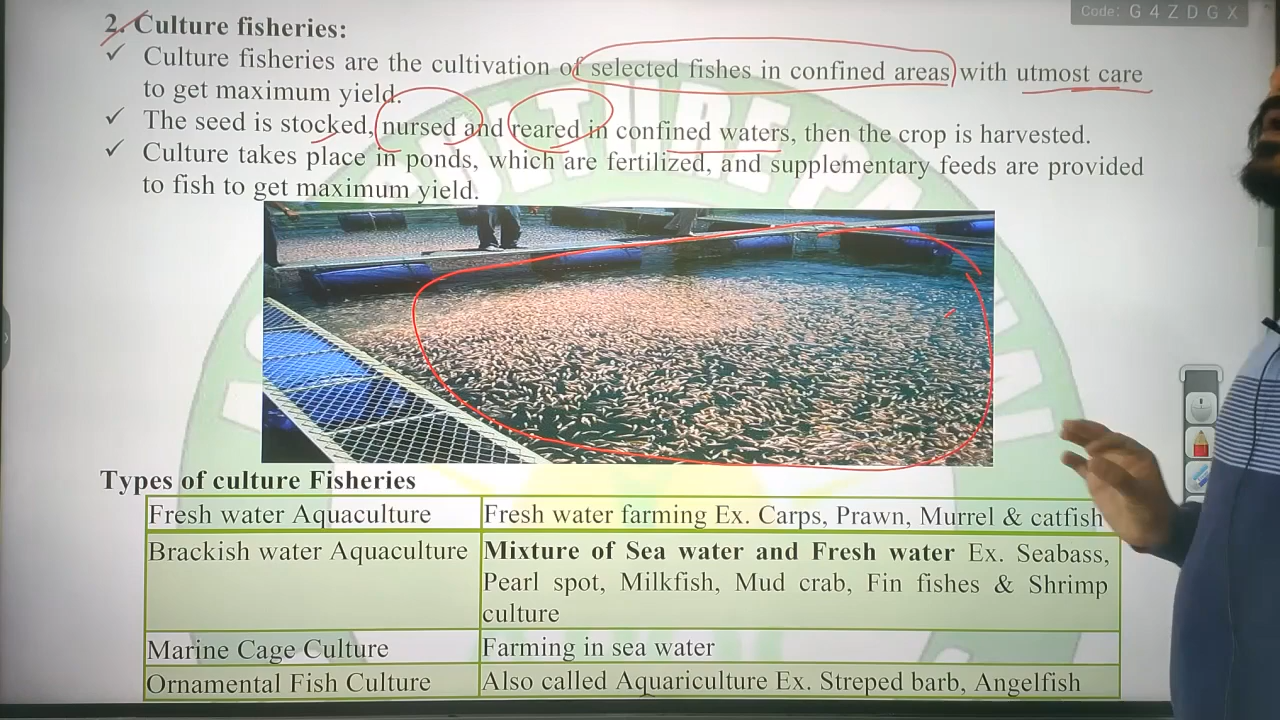 Code: G 4 Z D G X
2. Culture fisheries:
✓ Culture fisheries are the cultivation of selected fishes in confined areas with utmost care
to get maximum yield.
✓ The seed is stocked, nursed and reared in confined waters, then the crop is harvested.
✓ Culture takes place in ponds, which are fertilized, and supplementary feeds are provided
to fish to get maximum yield.
Types of culture Fisheries
Fresh water Aquaculture
Fresh water farming Ex. Carps, Prawn, Murrel & catfish
Brackish water Aquaculture
Mixture of Sea water and Fresh water Ex. Seabass,
Pearl spot, Milkfish, Mud crab, Fin fishes & Shrimp
culture
Marine Cage Culture
Farming in sea water
Ornamental Fish Culture
Also called Aquariculture Ex. Streped barb, Angelfish